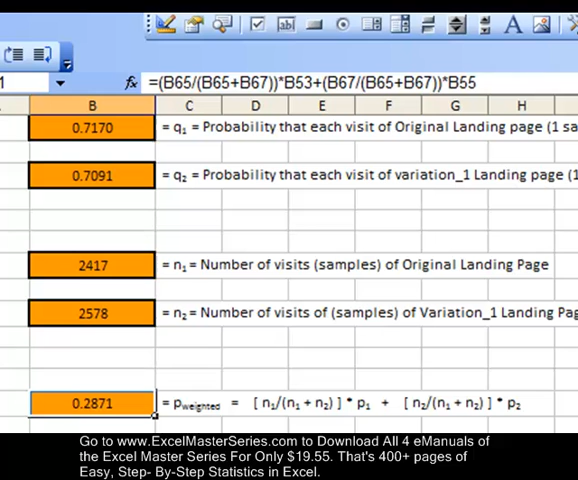 A
1 fx =(B65/(B65+B67))*B53+(B67/(B65+B67))*B55
B C D E F G H
0.7170 = q₁ = Probability that each visit of Original Landing page (1 sa
0.7091 = q₂ = Probability that each visit of variation_1 Landing page (1
2417 = n₁ = Number of visits (samples) of Original Landing Page
2578 = n₂ = Number of visits of (samples) of Variation_1 Landing Pag
0.2871 = pweighted = [ n₁/(n₁ + n₂) ] * p₁ + [ n₂/(n₁ + n₂) ] * p₂
Go to www.ExcelMasterSeries.com to Download All 4 eManuals of
the Excel Master Series For Only $19.55. That's 400+ pages of
Easy, Step- By-Step Statistics in Excel.